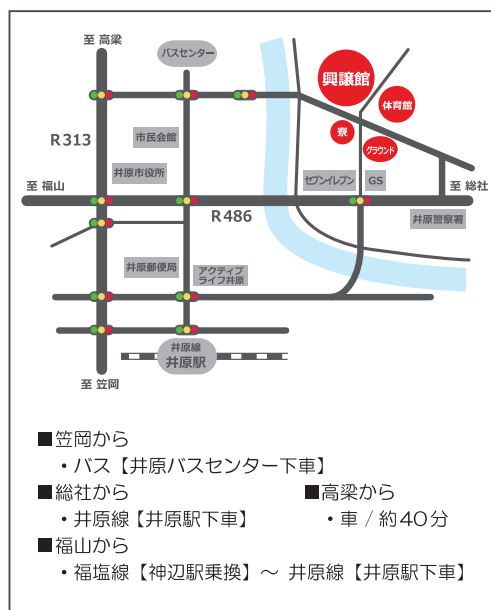 至 高梁
バスセンター
興譲館
体育館
R313
市民会館
寮
グラウンド
井原市役所
セブンイレブン
GS
至 福山
至 総社
R486
井原警察署
井原郵便局
アクティブ
ライフ井原
井原線
井原駅
至 笠岡
■笠岡から
・バス【井原バスセンター下車】
■総社から
・井原線【井原駅下車】
■高梁から
・車 / 約40分
■福山から
・福塩線【神辺駅乗換】～ 井原線【井原駅下車】